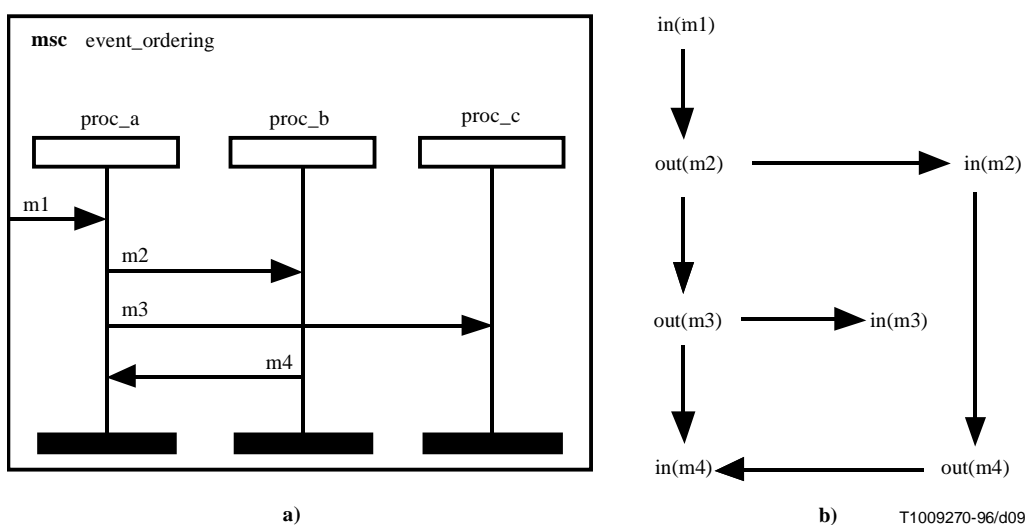 msc event_ordering
proc_a proc_b proc_c
m1
m2
m3
m4
a)
in(m1)
out(m2) in(m2)
out(m3) in(m3)
in(m4) out(m4)
b)
T1009270-96/d09